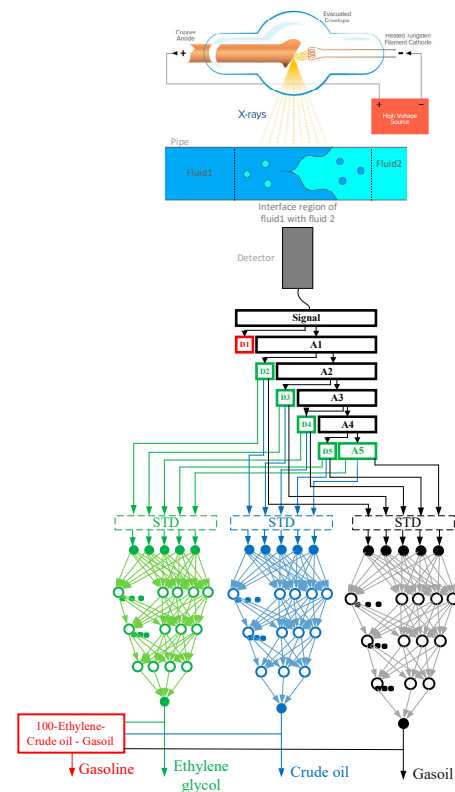 Evacuated
Envelope
Copper
Anode
Heated Tungsten
Filament Cathode
+
-
+ -
High Voltage
Source
X-rays
Pipe
Fluid1
Fluid2
Interface region of
fluid1 with fluid 2
Detector
Signal
D1 A1
D2 A2
D3 A3
D4 A4
D5 A5
STD STD STD
100-Ethylene-
Crude oil - Gasoil
Gasoline
Ethylene
glycol
Crude oil
Gasoil